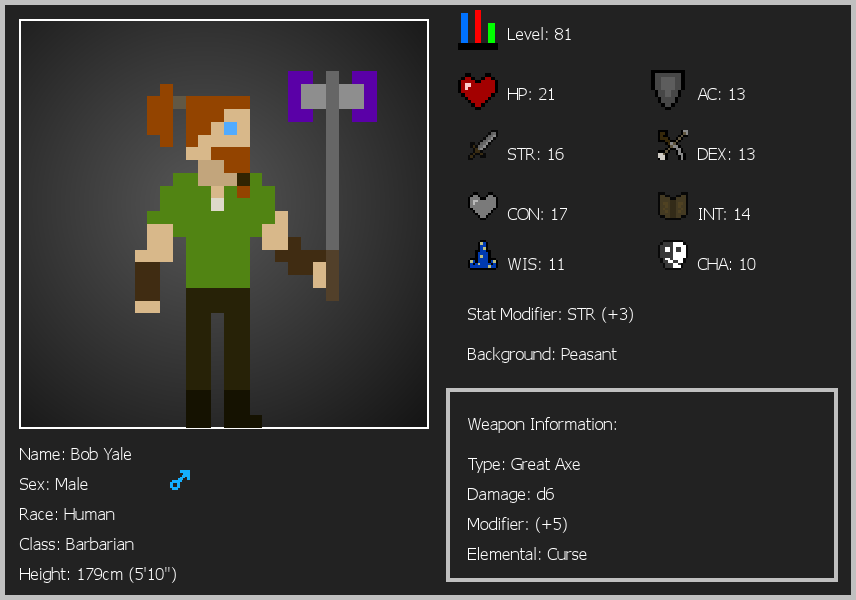 Level: 81
HP: 21
AC: 13
STR: 16
DEX: 13
CON: 17
INT: 14
WIS: 11
CHA: 10
Stat Modifier: STR (+3)
Background: Peasant
Weapon Information:
Type: Great Axe
Damage: d6
Modifier: (+5)
Elemental: Curse
Name: Bob Yale
Sex: Male
Race: Human
Class: Barbarian
Height: 179cm (5'10")